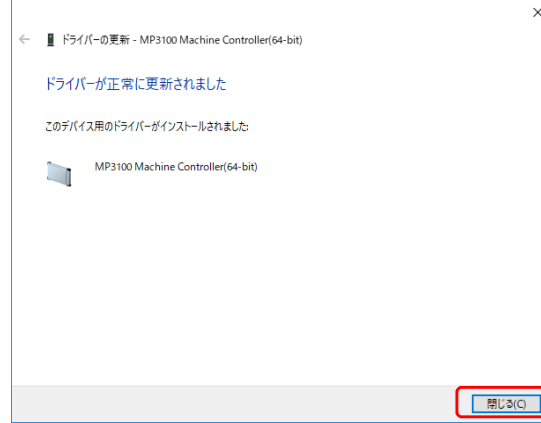 ドライバーの更新 - MP3100 Machine Controller(64-bit)
ドライバーが正常に更新されました
このデバイス用のドライバーがインストールされました:
MP3100 Machine Controller(64-bit)
閉じる(C)